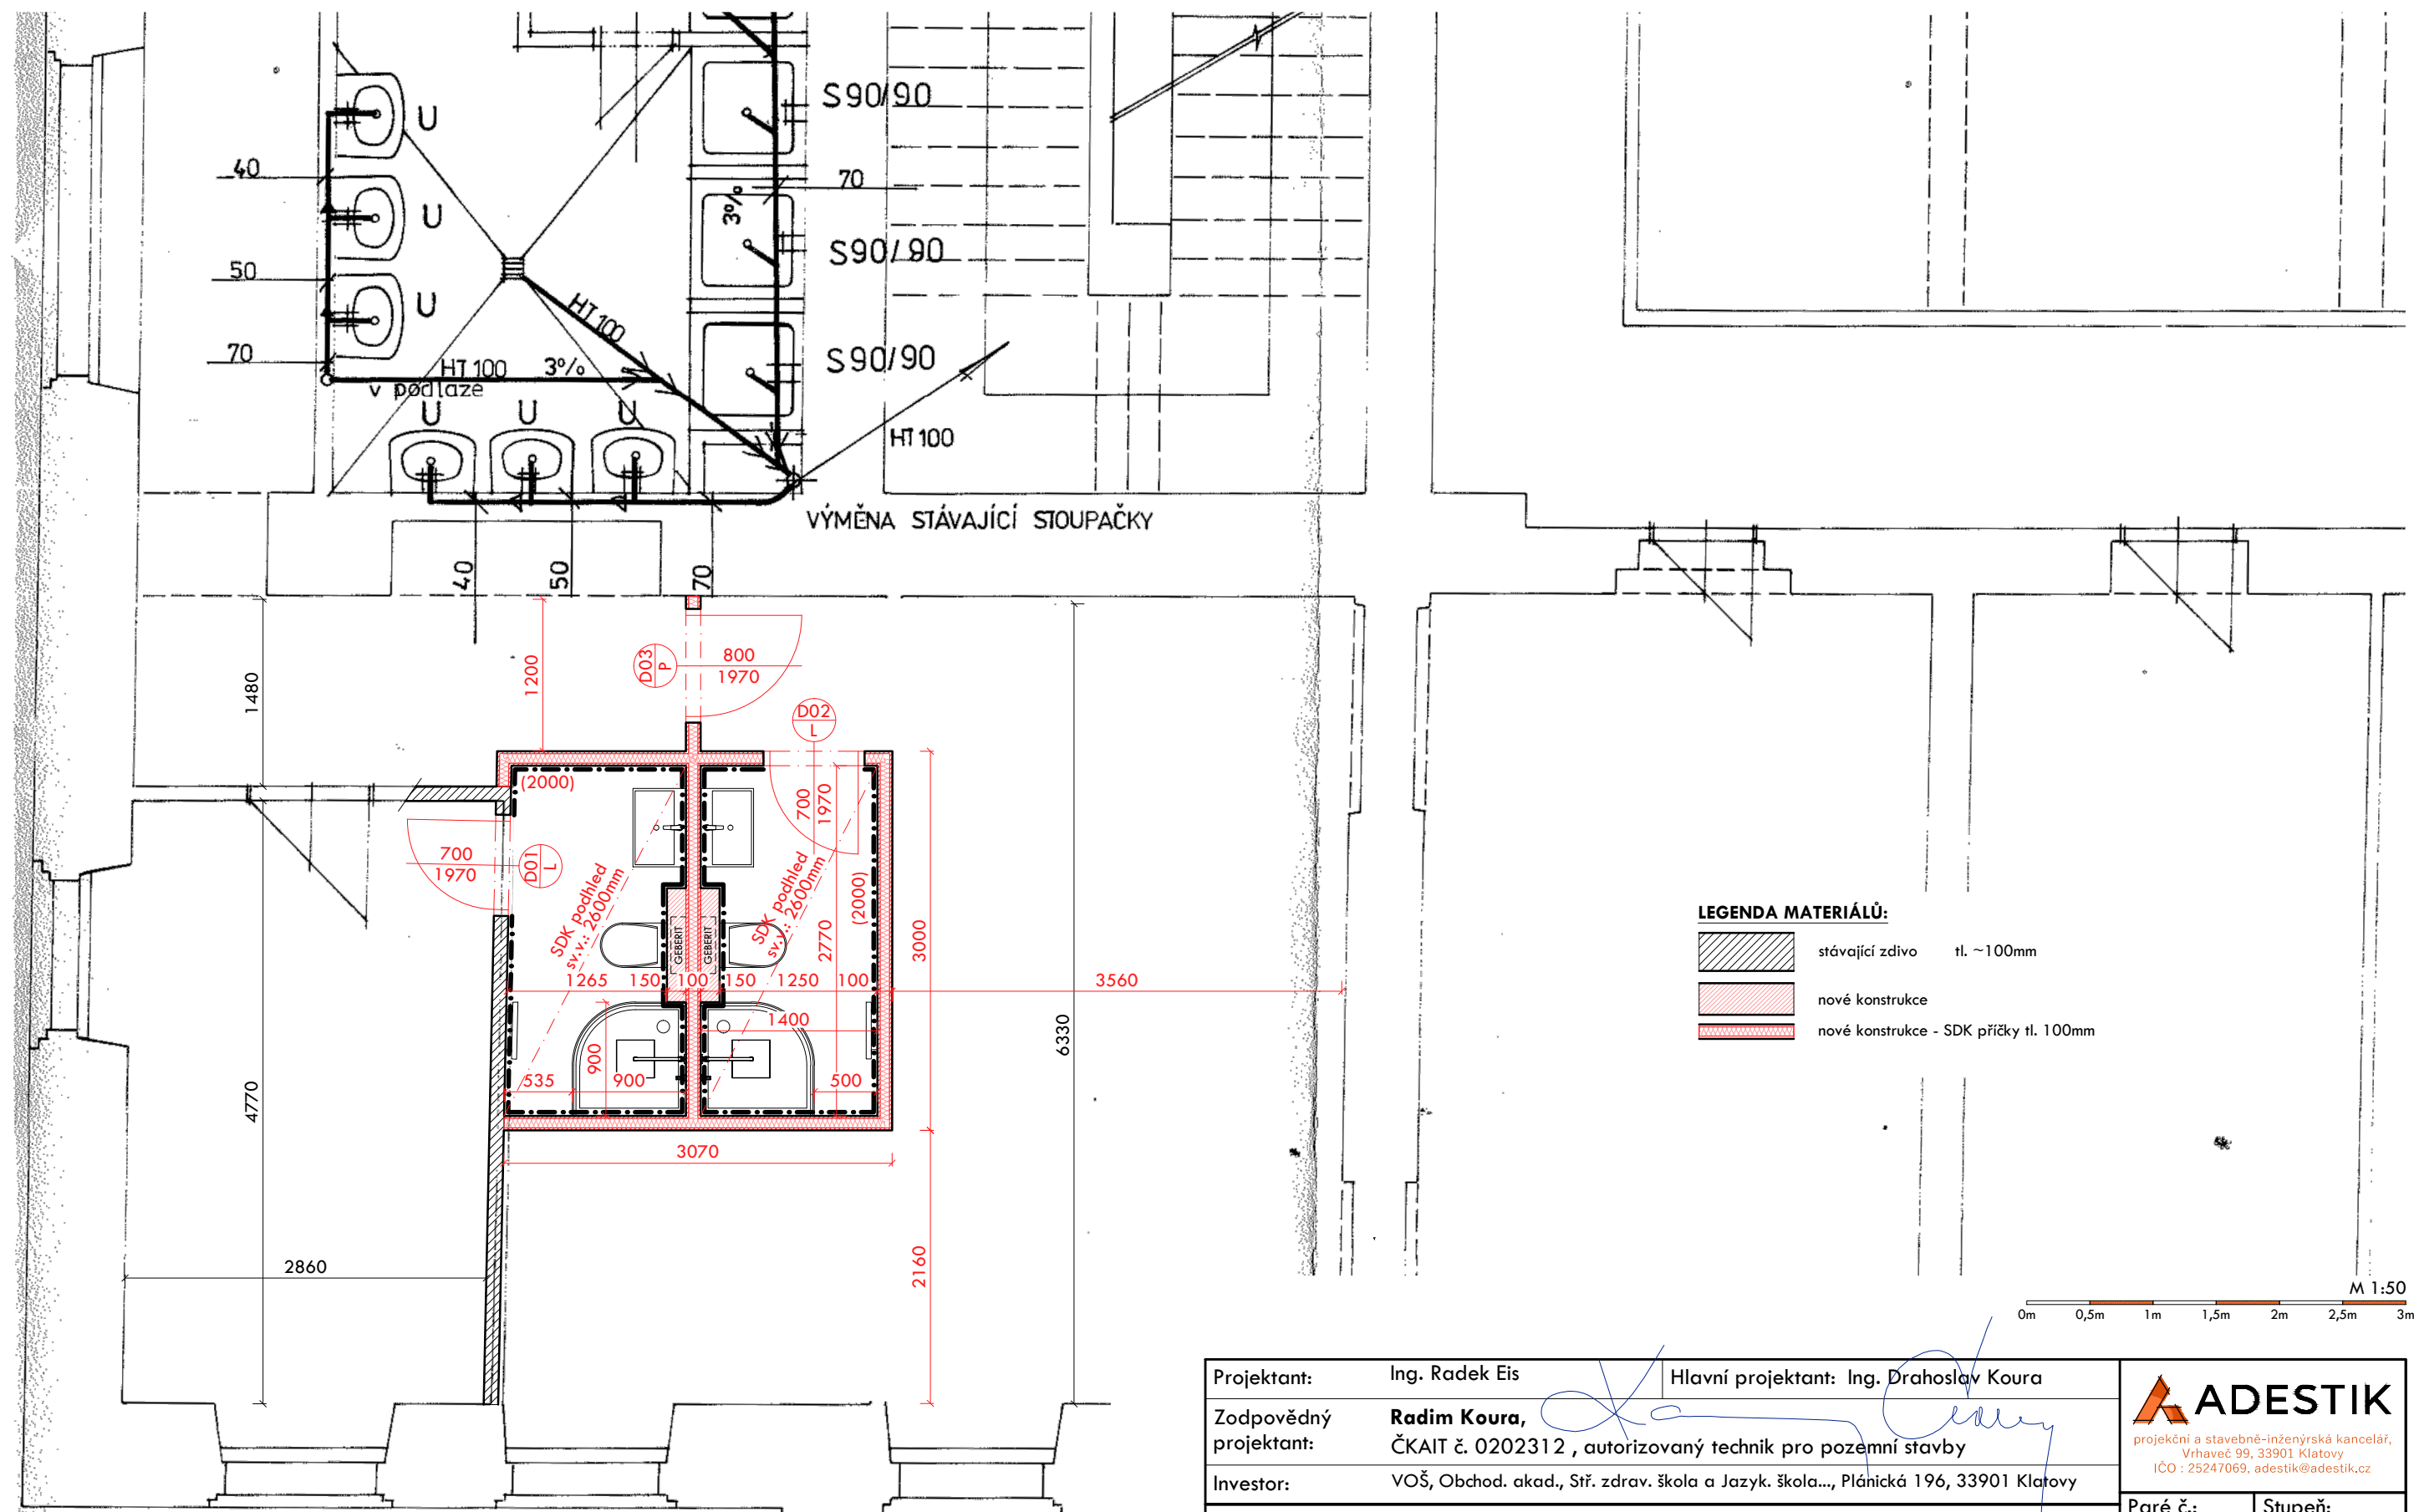 S90/90
U
40
70
3%
U
S90/90
50
U
HT 100
S90/90
70
HT 100 3%
v podlaze
U U U
HT 100
VÝMĚNA STÁVAJÍCÍ STOUPAČKY
40
50
70
1200
D03
P
800
1970
1480
D02
L
(2000)
700
1970
700
1970
D01
L
SDK podhled
sv.v.: 2600mm
SDK podhled
sv.v.: 2600mm
(2000)
2770
3000
GEBERIT
GEBERIT
1265 150 100 150 1250 100
3560
1400
900
535
900
500
6330
4770
3070
2860
2160
LEGENDA MATERIÁLŮ:
stávající zdivo tl. ~100mm
nové konstrukce
nové konstrukce - SDK příčky tl. 100mm
M 1:50
0m 0,5m 1m 1,5m 2m 2,5m 3m
Projektant: Ing. Radek Eis
Hlavní projektant: Ing. Drahoslav Koura
Zodpovědný
projektant:
Radim Koura,
ČKAIT č. 0202312 , autorizovaný technik pro pozemní stavby
Investor: VOŠ, Obchod. akad., Stř. zdrav. škola a Jazyk. škola..., Plánická 196, 33901 Klatovy
ADESTIK
projekční a stavebně-inženýrská kancelář,
Vrhaveč 99, 33901 Klatovy
IČO : 25247069, adestik@adestik.cz
Paré č.: Stupeň: